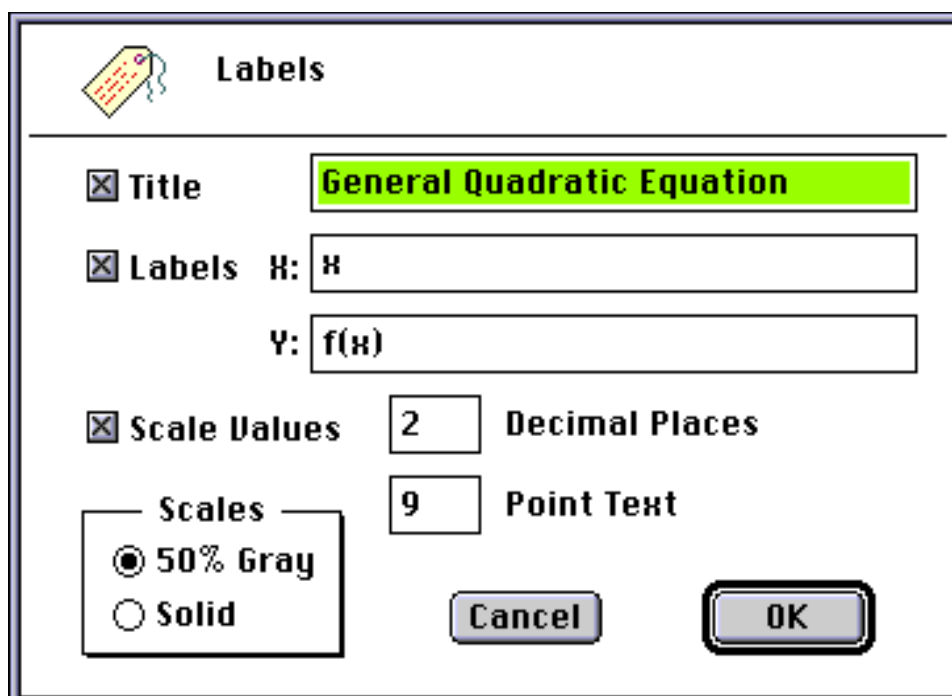 Labels
Title
General Quadratic Equation
Labels X: x
Y: f(x)
Scale Values 2 Decimal Places
9 Point Text
Scales
50% Gray
Solid
Cancel
OK